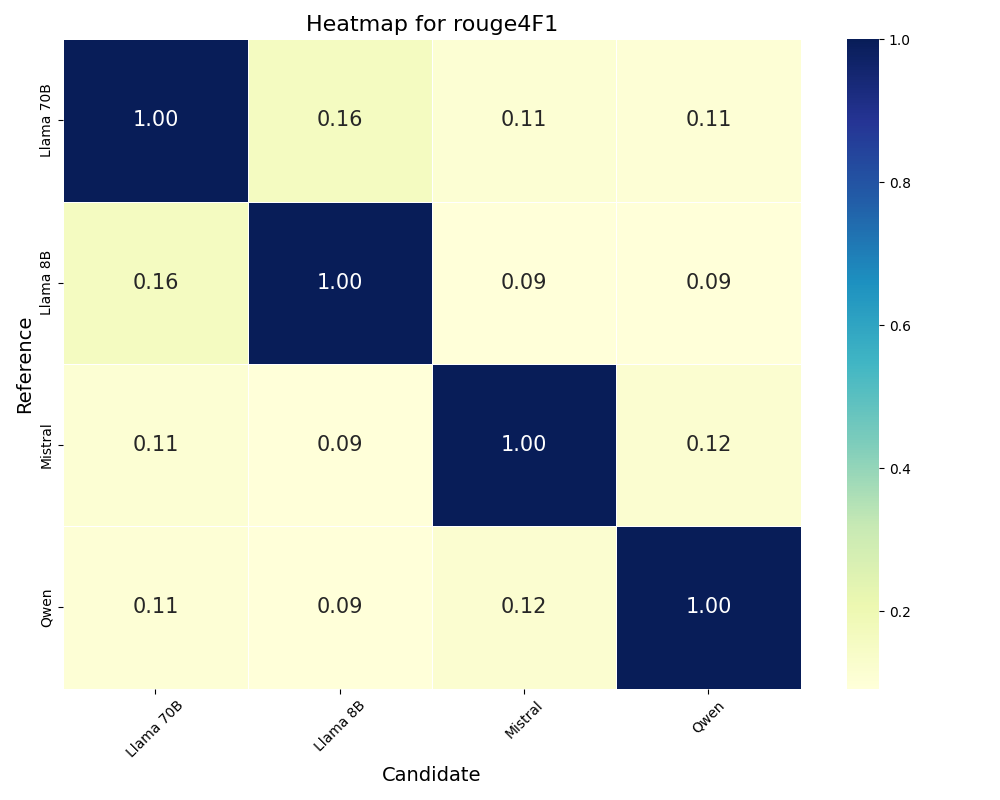 Heatmap for rouge4F1
Reference
Llama 70B
1.00 0.16 0.11 0.11
Llama 8B
0.16 1.00 0.09 0.09
Mistral
0.11 0.09 1.00 0.12
Qwen
0.11 0.09 0.12 1.00
Llama 70B Llama 8B Mistral Qwen
Candidate
1.0
0.8
0.6
0.4
0.2